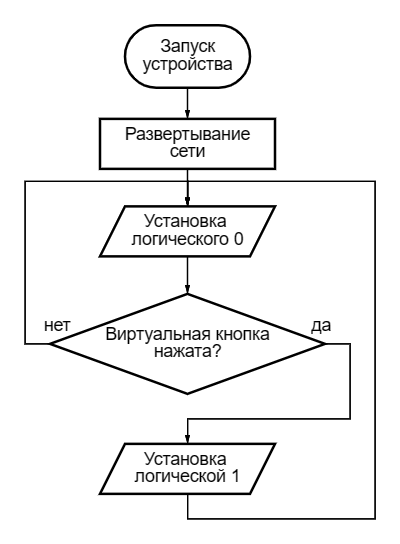 Запуск
устройства
Развертывание
сети
Установка
логического 0
нет
да
Виртуальная кнопка
нажата?
Установка
логической 1